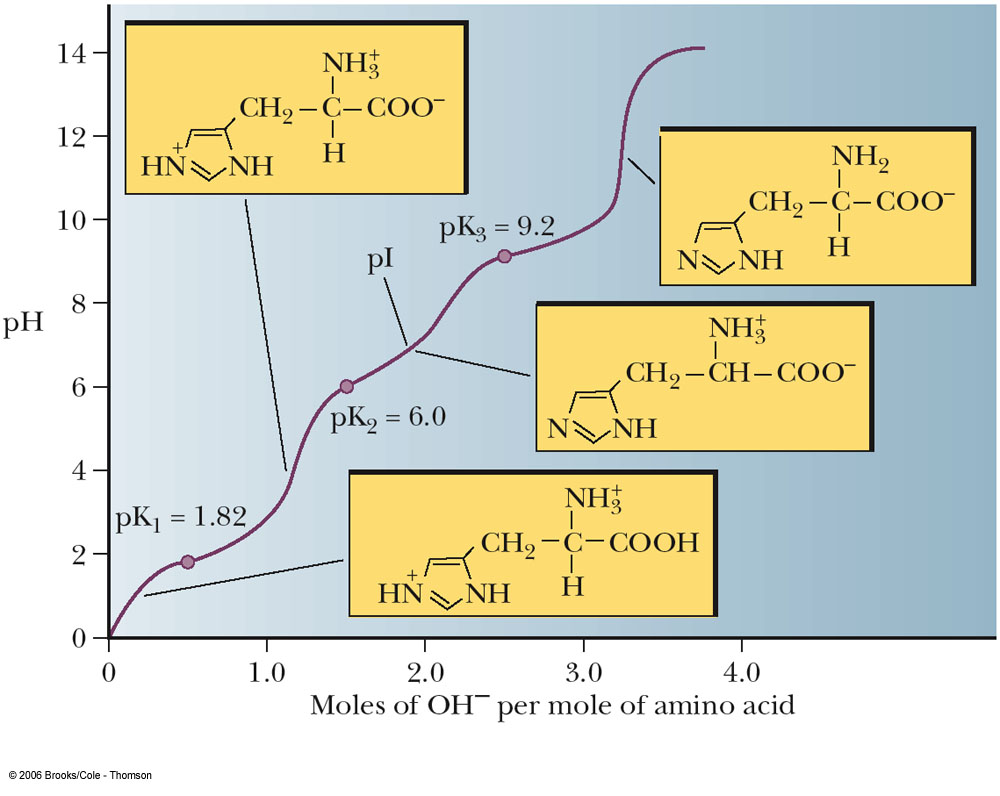 14
12
10
8
6
4
2
0
pH
NH₃⁺
CH₂ – C – COO⁻
H
HN⁺ NH
pK₃ = 9.2
pI
NH₂
CH₂ – C – COO⁻
H
N NH
NH₃⁺
CH₂ – CH – COO⁻
N NH
pK₂ = 6.0
pK₁ = 1.82
NH₃⁺
CH₂ – C – COOH
H
HN⁺ NH
0 1.0 2.0 3.0 4.0
Moles of OH⁻ per mole of amino acid
© 2006 Brooks/Cole - Thomson